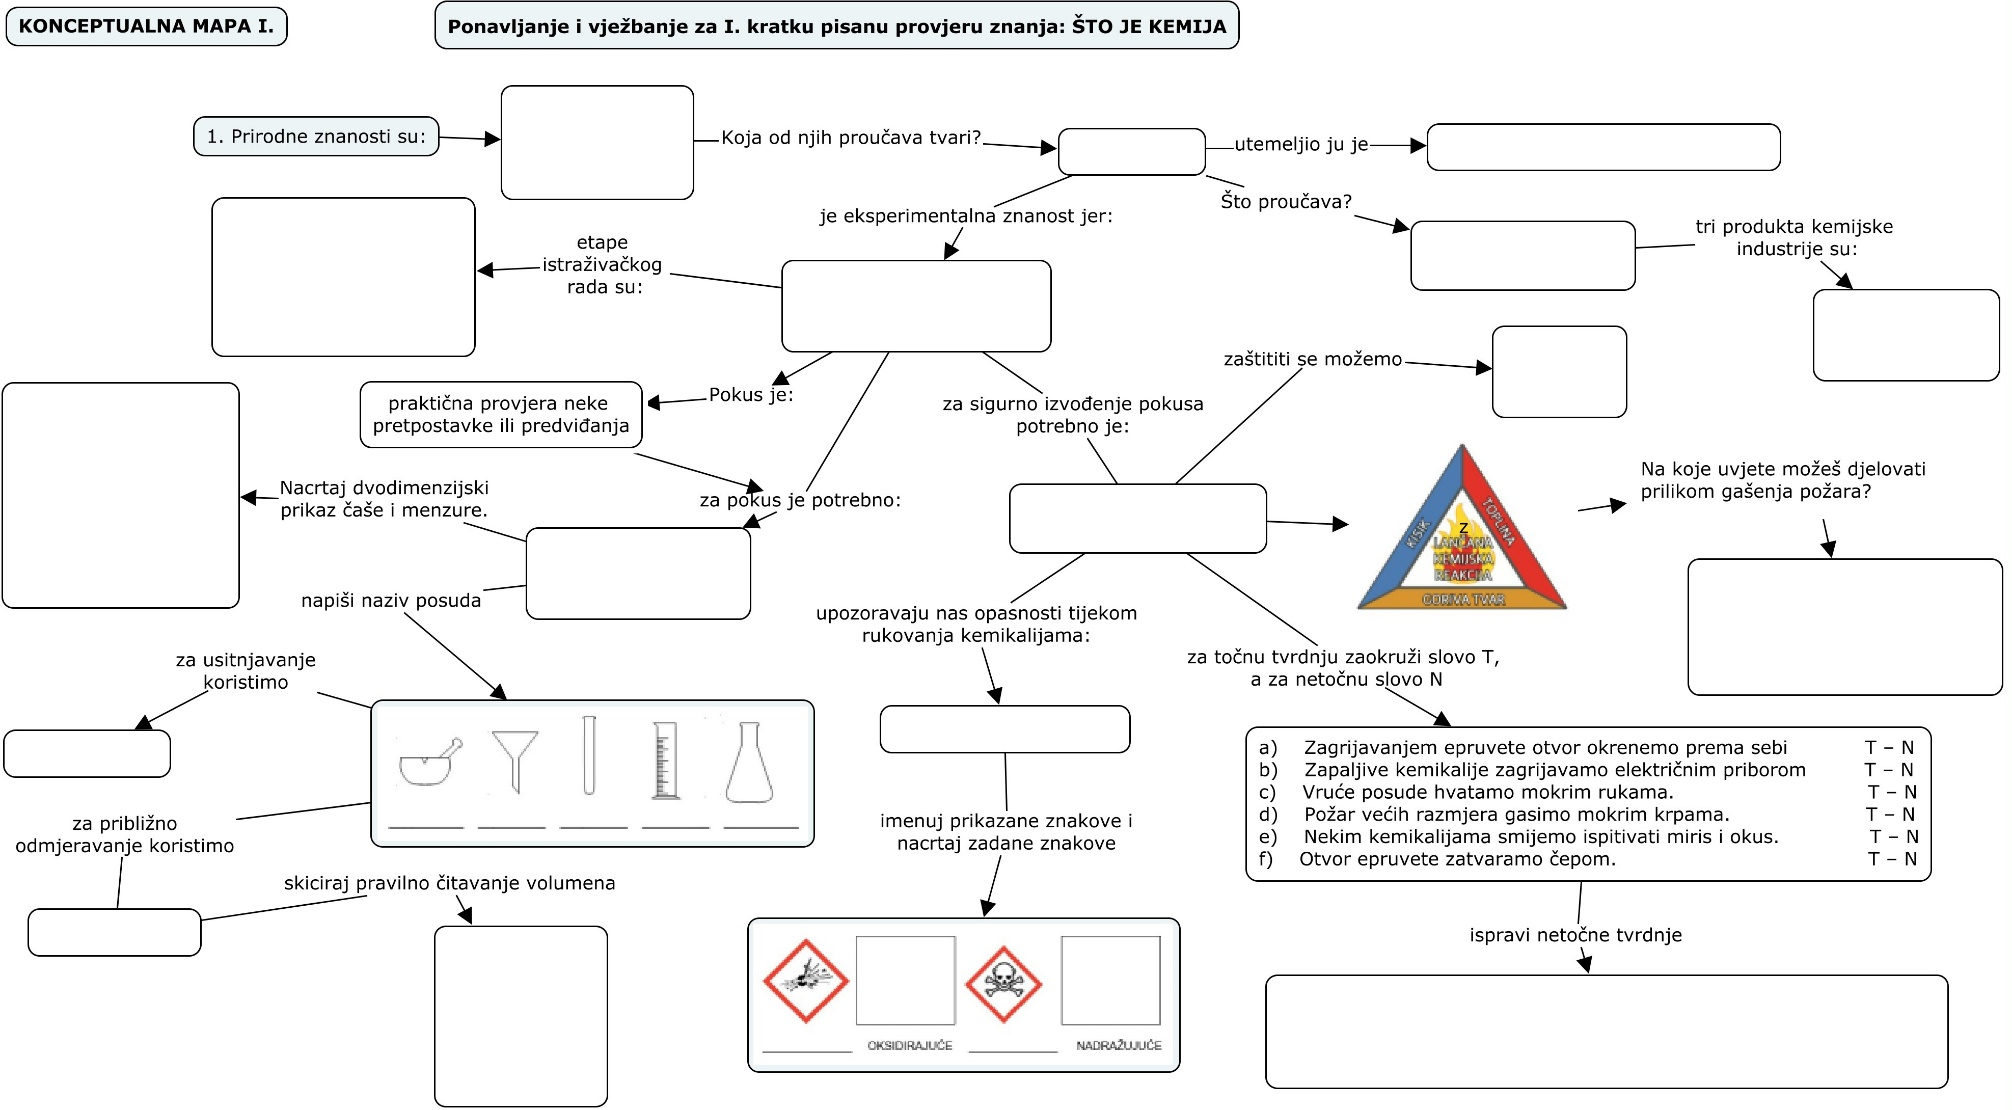 KONCEPTUALNA MAPA I.
Ponavljanje i vježbanje za I. kratku pisanu provjeru znanja: ŠTO JE KEMIJA
1. Prirodne znanosti su:
Koja od njih proučava tvari?
utemeljio ju je
je eksperimentalna znanost jer:
Što proučava?
tri produkta kemijske
industrije su:
etape
istraživačkog
rada su:
zaštititi se možemo
Pokus je:
praktična provjera neke
pretpostavke ili predviđanja
za sigurno izvođenje pokusa
potrebno je:
Nacrtaj dvodimenzijski
prikaz čaše i menzure.
za pokus je potrebno:
KISIK
TOPLINA
z
LANČANA
KEMIJSKA
REAKCIJA
GORIVA TVAR
Na koje uvjete možeš djelovati
prilikom gašenja požara?
napiši naziv posuda
upozoravaju nas opasnosti tijekom
rukovanja kemikalijama:
za točnu tvrdnju zaokruži slovo T,
a za netočnu slovo N
za usitnjavanje
koristimo
za približno
odmjeravanje koristimo
skiciraj pravilno čitavanje volumena
imenuj prikazane znakove i
nacrtaj zadane znakove
OKSIDIRAJUĆE
NADRAŽUJUĆE
a) Zagrijavanjem epruvete otvor okrenemo prema sebi T – N
b) Zapaljive kemikalije zagrijavamo električnim priborom T – N
c) Vruće posude hvatamo mokrim rukama. T – N
d) Požar većih razmjera gasimo mokrim krpama. T – N
e) Nekim kemikalijama smijemo ispitivati miris i okus. T – N
f) Otvor epruvete zatvaramo čepom. T – N
ispravi netočne tvrdnje